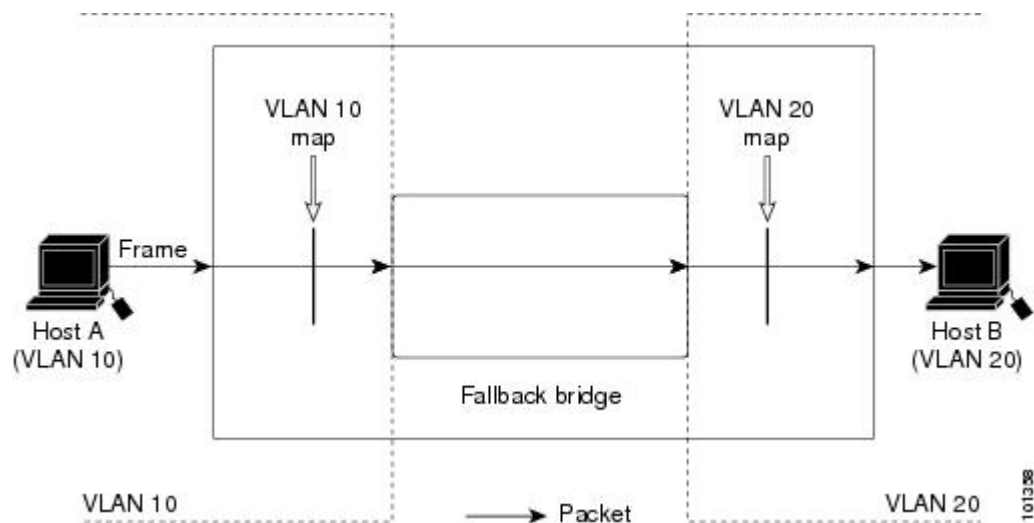 VLAN 10
map
VLAN 20
map
Frame
Host A
(VLAN 10)
Host B
(VLAN 20)
Fallback bridge
VLAN 10
Packet
VLAN 20
101358